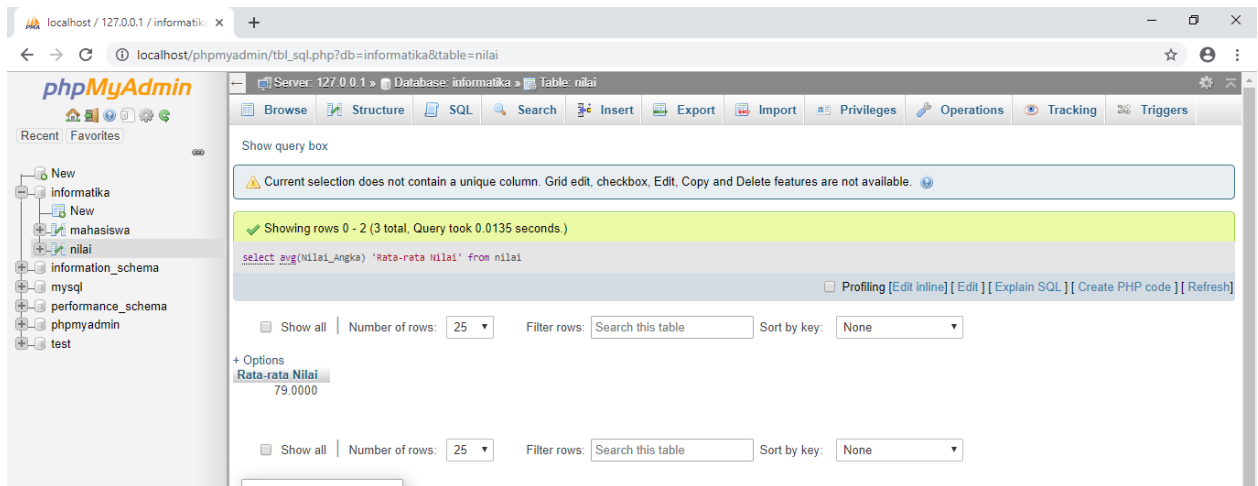 localhost / 127.0.0.1 / informatik
localhost/phpmyadmin/tbl_sql.php?db=informatika&table=nilai
phpMyAdmin
Recent Favorites
New
informatika
New
mahasiswa
nilai
information_schema
mysql
performance_schema
phpmyadmin
test
Server: 127.0.0.1 » Database: informatika » Table: nilai
Browse Structure SQL Search Insert Export Import Privileges Operations Tracking Triggers
Show query box
Current selection does not contain a unique column. Grid edit, checkbox, Edit, Copy and Delete features are not available.
Showing rows 0 - 2 (3 total, Query took 0.0135 seconds.)
select avg(Nilai_Angka) 'Rata-rata Nilai' from nilai
Profiling [Edit inline] [ Edit ] [ Explain SQL ] [ Create PHP code ] [ Refresh]
Show all | Number of rows: 25 Filter rows: Search this table Sort by key: None
+ Options
Rata-rata Nilai
79.0000
Show all | Number of rows: 25 Filter rows: Search this table Sort by key: None